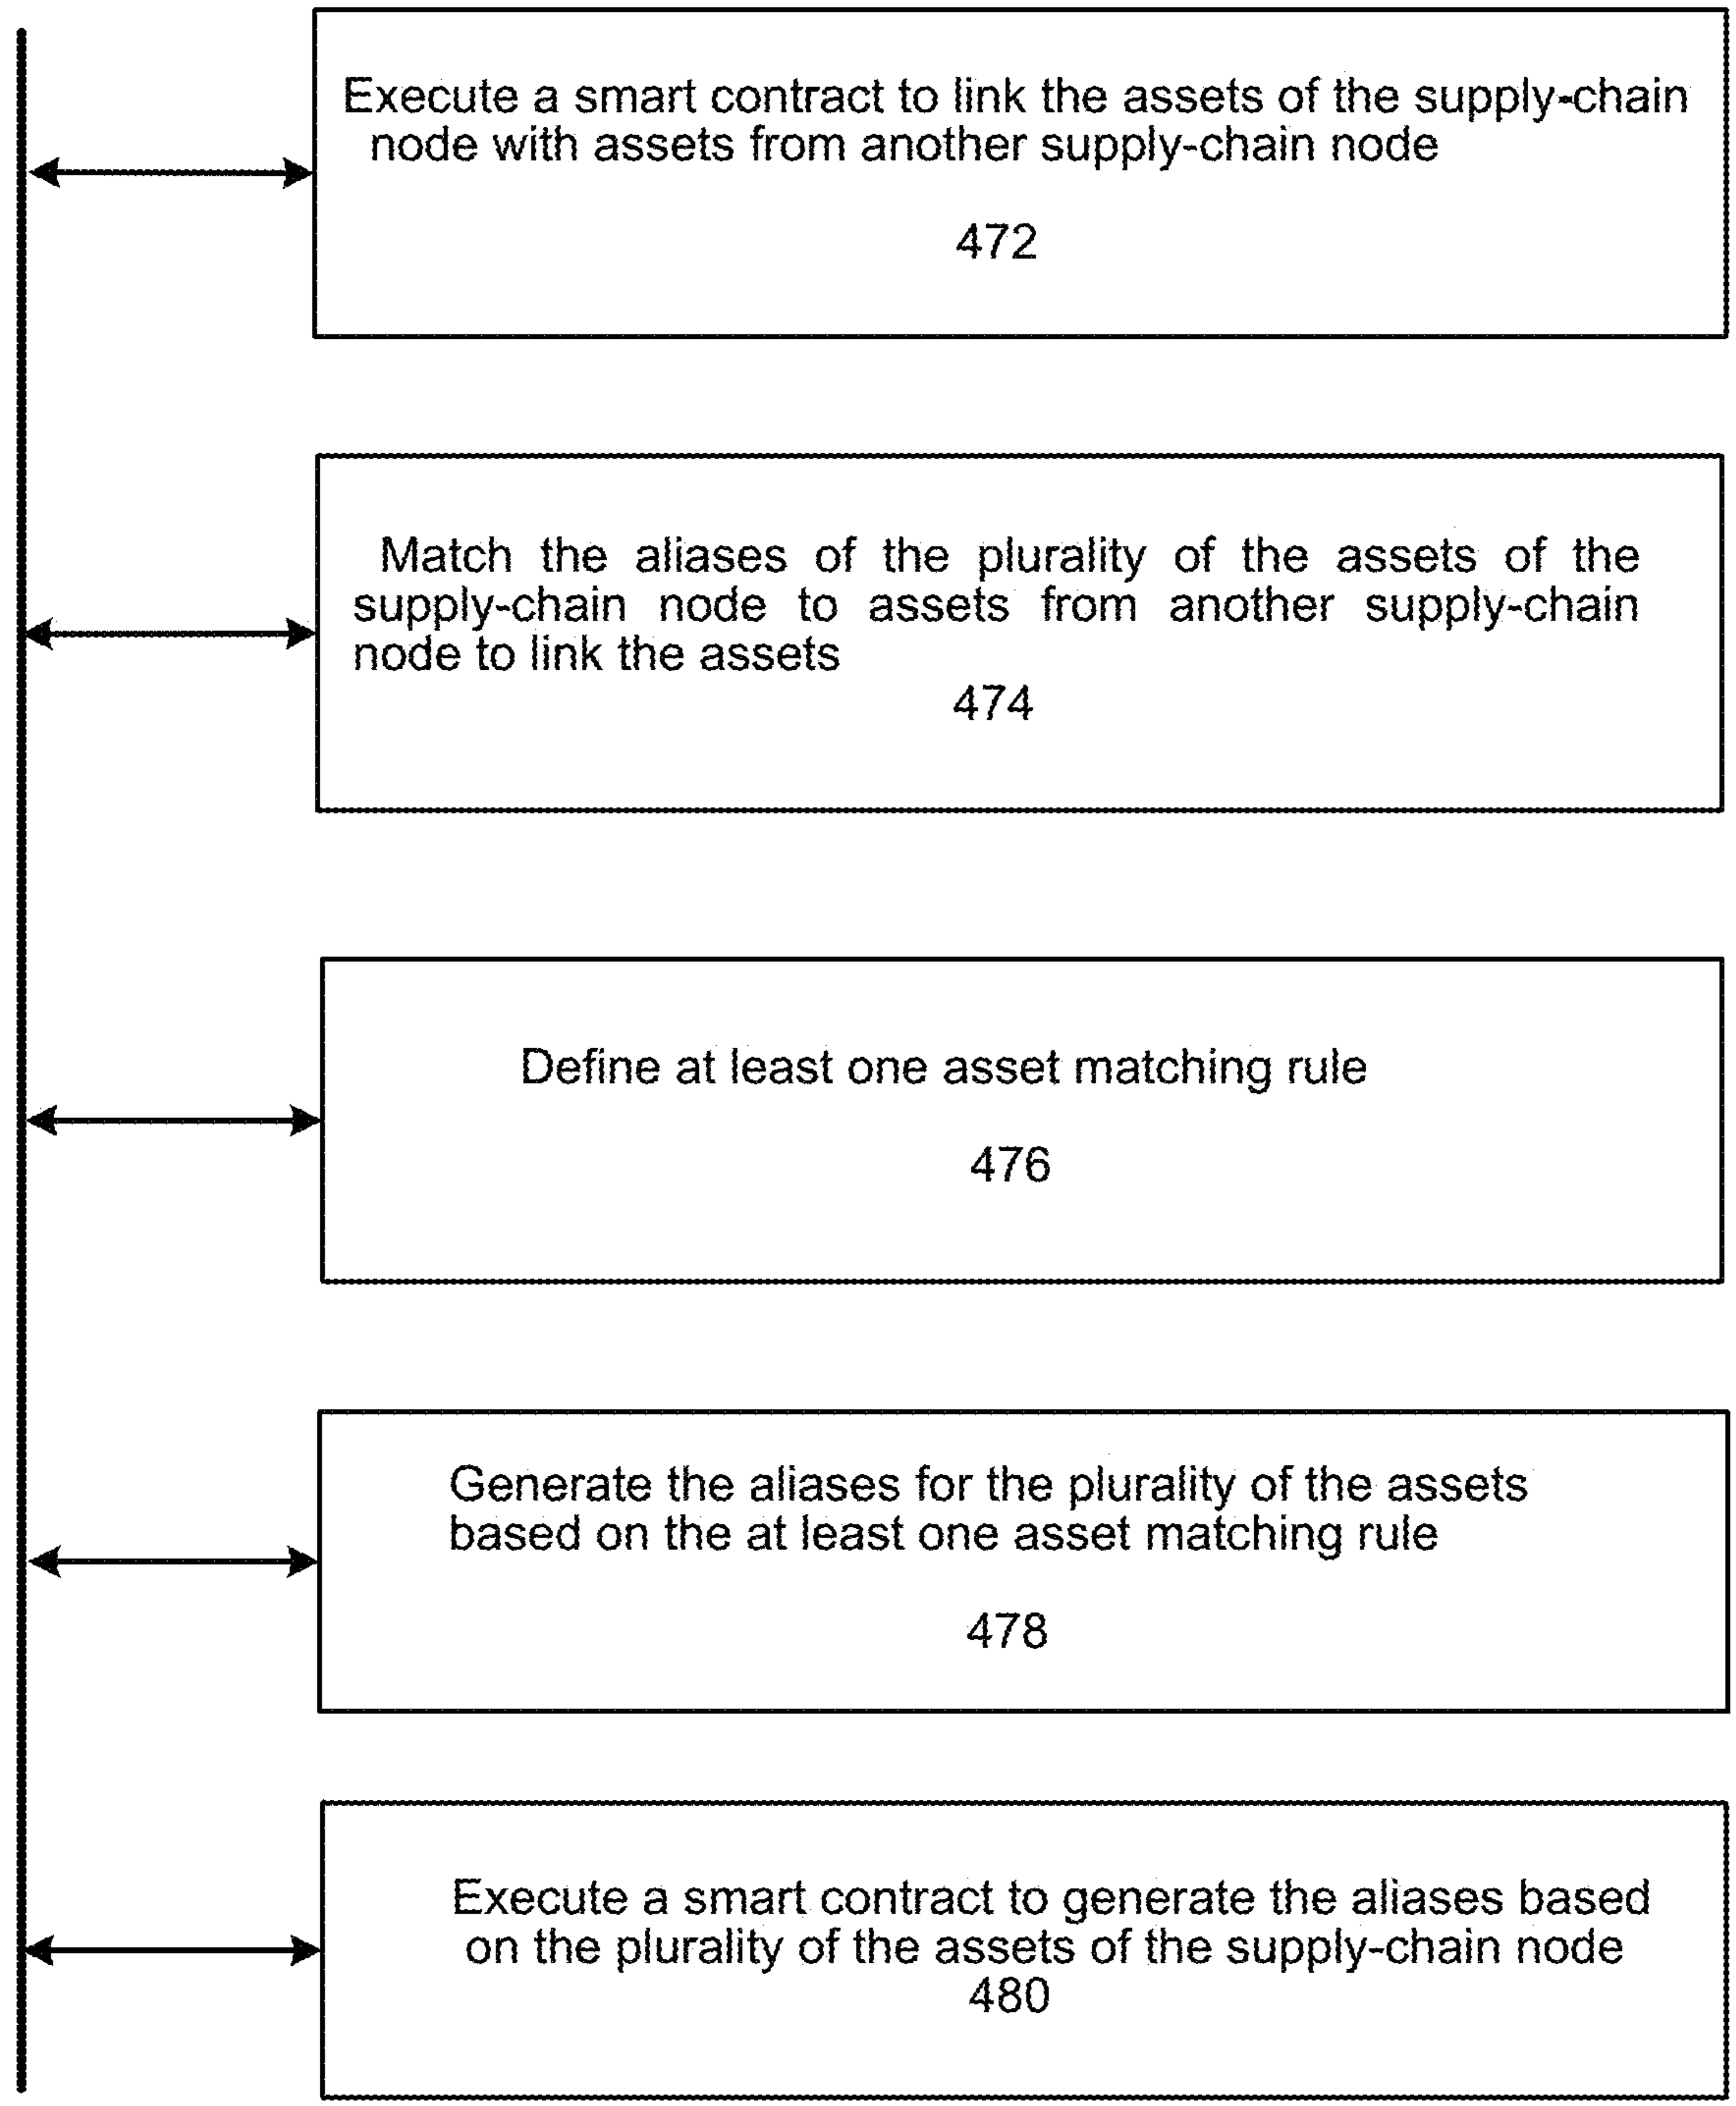 Execute a smart contract to link the assets of the supply-chain
node with assets from another supply-chain node
472
Match the aliases of the plurality of the assets of the
supply-chain node to assets from another supply-chain
node to link the assets
474
Define at least one asset matching rule
476
Generate the aliases for the plurality of the assets
based on the at least one asset matching rule
478
Execute a smart contract to generate the aliases based
on the plurality of the assets of the supply-chain node
480